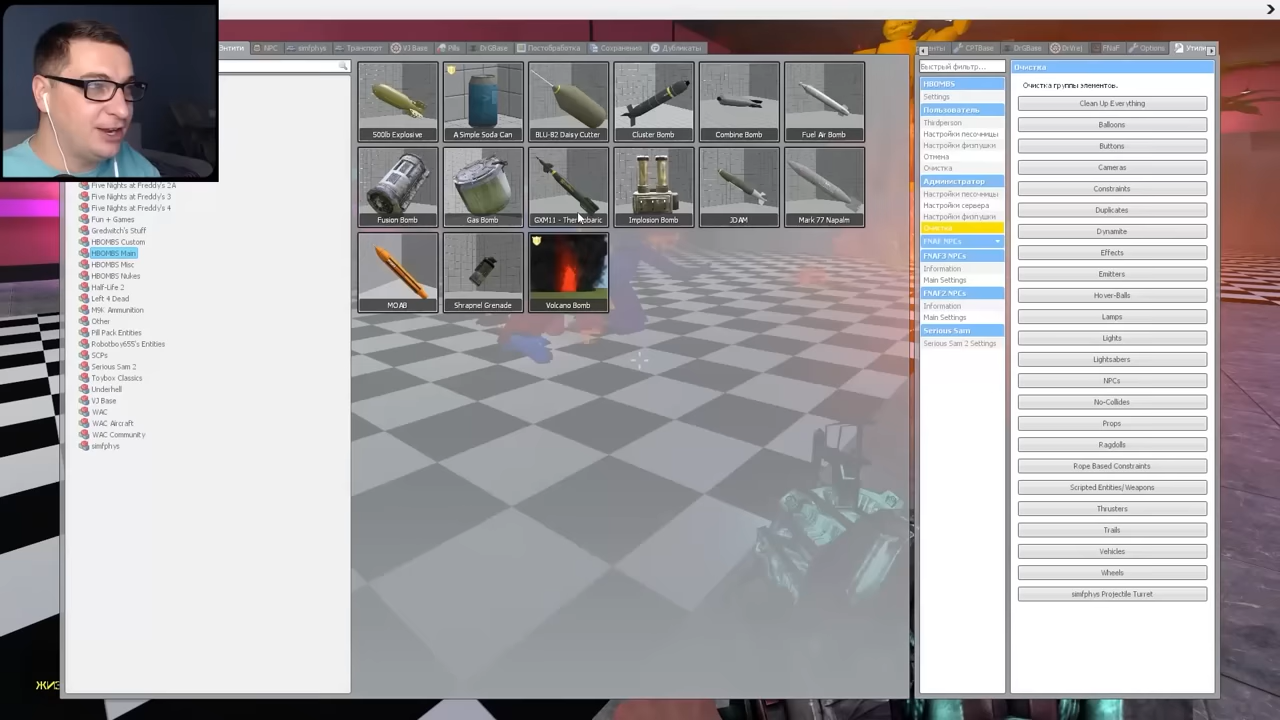 Энтити
NPC
simfphys
Транспорт
VJ Base
Pills
DrGBase
Постобработка
Сохранения
Дубликаты
Five Nights at Freddy's 2A
Five Nights at Freddy's 3
Five Nights at Freddy's 4
Fun + Games
Gredwitch's Stuff
HBOMBS Custom
HBOMBS Main
HBOMBS Misc
HBOMBS Nukes
Half-Life 2
Left 4 Dead
M9K Ammunition
Other
Pill Pack Entities
Robotboy655's Entities
SCPs
Serious Sam 2
Toybox Classics
Underhell
VJ Base
WAC
WAC Aircraft
WAC Community
simfphys
500lb Explosive
A Simple Soda Can
BLU-82 Daisy Cutter
Cluster Bomb
Combine Bomb
Fuel Air Bomb
Fusion Bomb
Gas Bomb
GXM11 - Thermobaric
Implosion Bomb
JDAM
Mark 77 Napalm
MOAB
Shrapnel Grenade
Volcano Bomb
CPTBase
DrGBase
DrVrej
FNaF
Options
Быстрый фильтр...
HBOMBS
Settings
Пользователь
Thirdperson
Настройки песочницы
Настройки физпушки
Отмена
Очистка
Администратор
Настройки песочницы
Настройки сервера
Настройки физпушки
Очистка
FNAF NPCs
FNAF3 NPCs
Information
Main Settings
FNAF2 NPCs
Information
Main Settings
Serious Sam
Serious Sam 2 Settings
Очистка
Очистка группы элементов.
Clean Up Everything
Balloons
Buttons
Cameras
Constraints
Duplicates
Dynamite
Effects
Emitters
Hover-Balls
Lamps
Lights
Lightsabers
NPCs
No-Collides
Props
Ragdolls
Rope Based Constraints
Scripted Entities/Weapons
Thrusters
Trails
Vehicles
Wheels
simfphys Projectile Turret